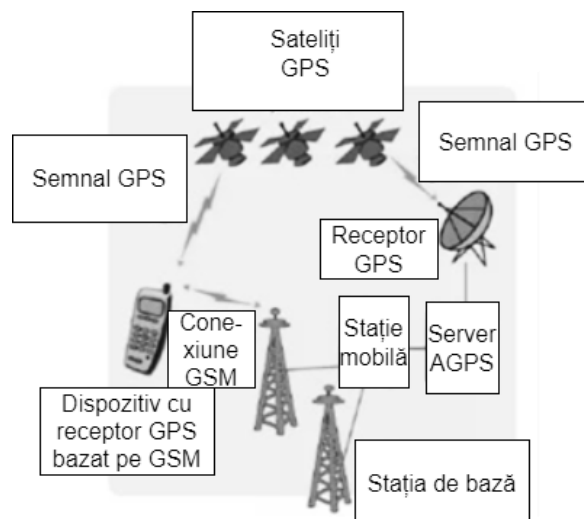 Sateliți
GPS
Semnal GPS
Semnal GPS
Receptor
GPS
Cone-
xiune
GSM
Stație
mobilă
Server
AGPS
Dispozitiv cu
receptor GPS
bazat pe GSM
Stația de bază